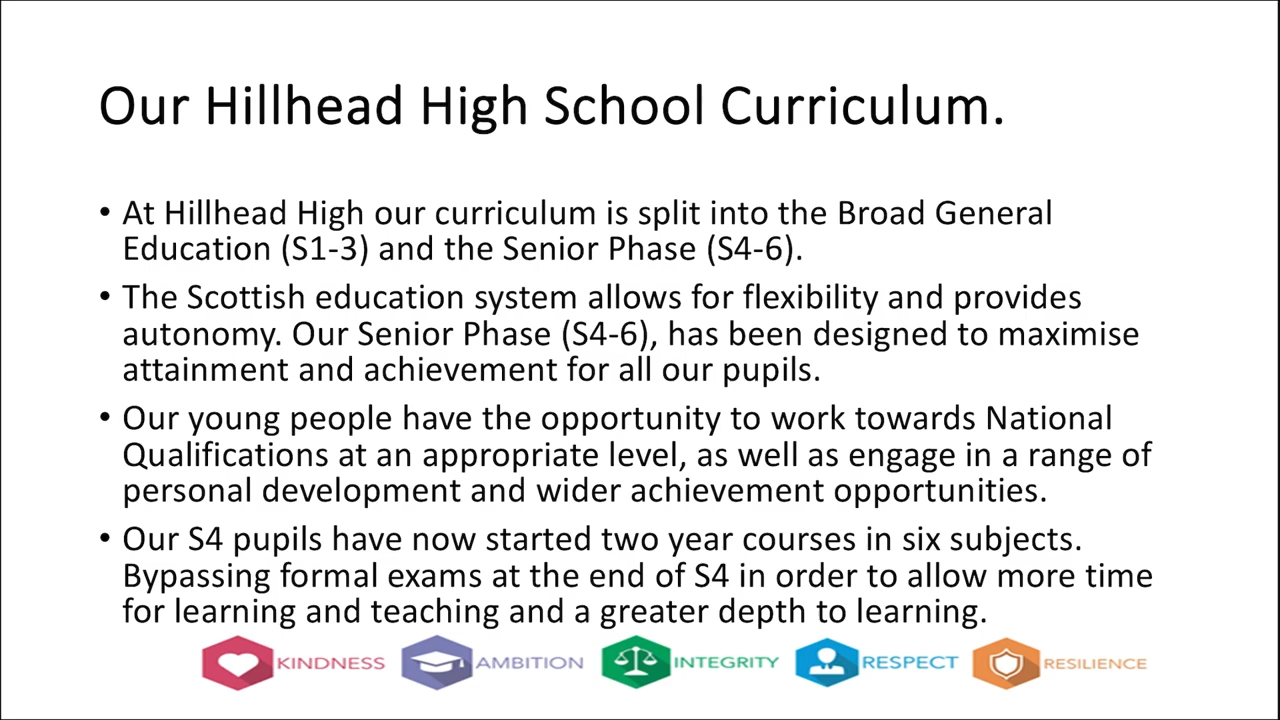 Our Hillhead High School Curriculum.
• At Hillhead High our curriculum is split into the Broad General
Education (S1-3) and the Senior Phase (S4-6).
• The Scottish education system allows for flexibility and provides
autonomy. Our Senior Phase (S4-6), has been designed to maximise
attainment and achievement for all our pupils.
• Our young people have the opportunity to work towards National
Qualifications at an appropriate level, as well as engage in a range of
personal development and wider achievement opportunities.
• Our S4 pupils have now started two year courses in six subjects.
Bypassing formal exams at the end of S4 in order to allow more time
for learning and teaching and a greater depth to learning.
KINDNESS AMBITION INTEGRITY RESPECT RESILIENCE